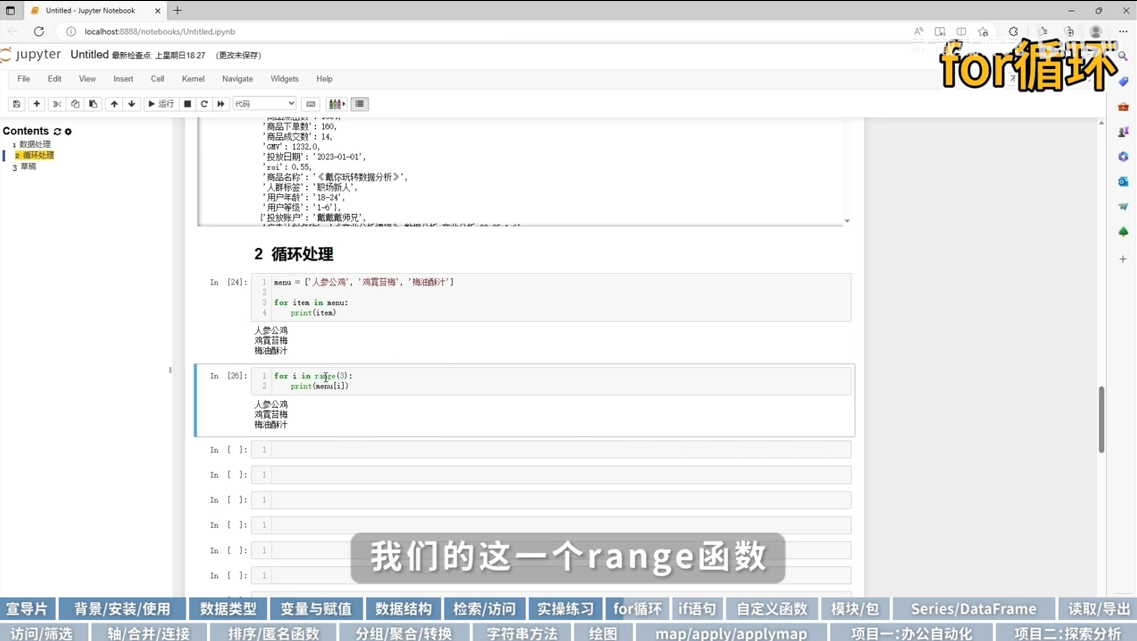 Untitled - Jupyter Notebook
localhost:8888/notebooks/Untitled.ipynb
jupyter Untitled 最新检查点: 上星期日18:27 (更改未保存)
for循环
File Edit View Insert Cell Kernel Navigate Widgets Help
运行 代码
Contents
1 数据处理
2 循环处理
3 草稿
'商品下单数': 160,
'商品成交数': 14,
'GMV': 1232.0,
'投放日期': '2023-01-01',
'roi': 0.55,
'商品名称': '《戴你玩转数据分析》',
'人群标签': '职场新人',
'用户年龄': '18-24',
'用户等级': '1-6'],
['投放账户': '戴戴戴师兄',
2 循环处理
In [24]:
1 menu = ['人参公鸡', '鸡霓苔梅', '梅油酥汁']
2
3 for item in menu:
4 print(item)
人参公鸡
鸡霓苔梅
梅油酥汁
In [26]:
1 for i in range(3):
2 print(menu[i])
人参公鸡
鸡霓苔梅
梅油酥汁
In [ ]: 1
In [ ]: 1
In [ ]: 1
In [ ]: 1
In [ ]: 1
In [ ]: 1
我们的这一个range函数
宣导片 背景/安装/使用 数据类型 变量与赋值 数据结构 检索/访问 实操练习 for循环 if语句 自定义函数 模块/包 Series/DataFrame 读取/导出
访问/筛选 轴/合并/连接 排序/匿名函数 分组/聚合/转换 字符串方法 绘图 map/apply/applymap 项目一:办公自动化 项目二:探索分析